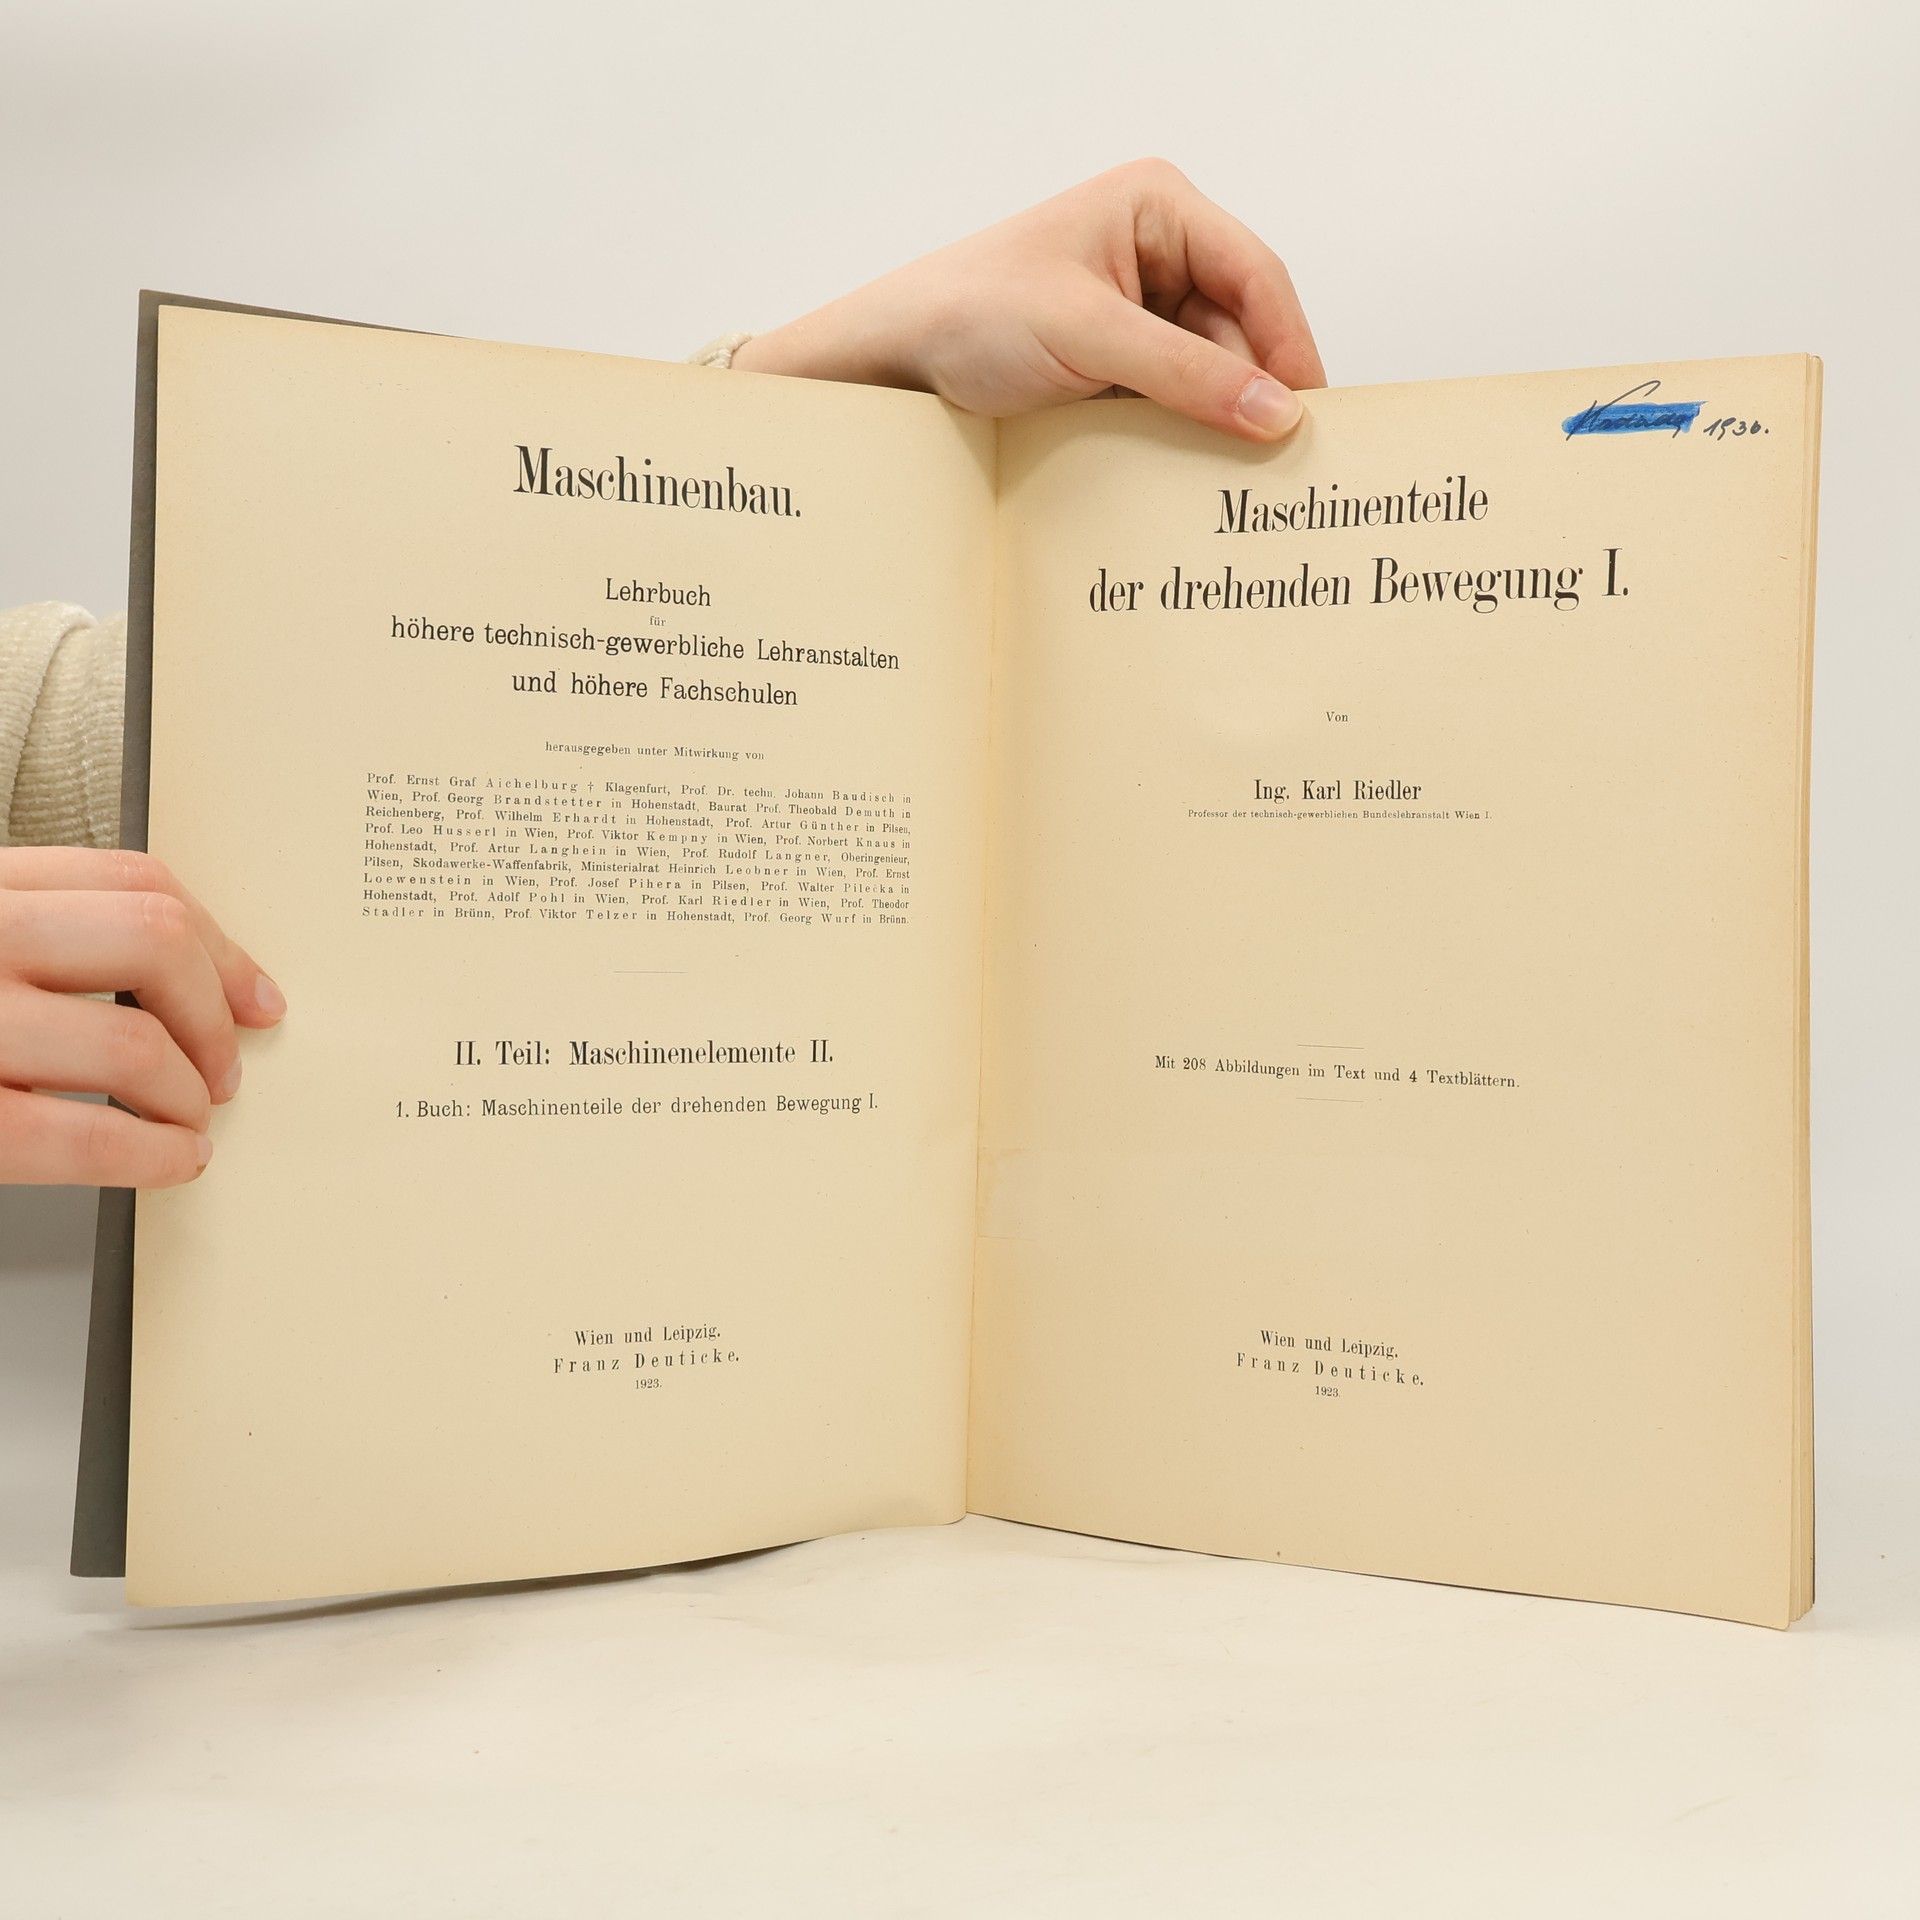 Maschinenbau.
Lehrbuch
für
höhere technisch-gewerbliche Lehranstalten
und höhere Fachschulen
herausgegeben unter Mitwirkung von
Prof. Ernst Graf Aichelburg † Klagenfurt, Prof. Dr. techn. Johann Baudisch in
Wien, Prof. Georg Brandstetter in Hohenstadt, Baurat Prof. Theobald Demuth in
Reichenberg, Prof. Wilhelm Erhardt in Hohenstadt, Prof. Artur Günther in Pilsen,
Prof. Leo Husserl in Wien, Prof. Viktor Kempny in Wien, Prof. Norbert Knaus in
Hohenstadt, Prof. Artur Langhein in Wien, Prof. Rudolf Langner, Oberingenieur,
Pilsen, Skodawerke-Waffenfabrik, Ministerialrat Heinrich Leobner in Wien, Prof. Ernst
Loewenstein in Wien, Prof. Josef Pihera in Pilsen, Prof. Walter Pilečka in
Hohenstadt, Prof. Adolf Pohl in Wien, Prof. Karl Riedler in Wien, Prof. Theodor
Stadler in Brünn, Prof. Viktor Telzer in Hohenstadt, Prof. Georg Wurf in Brünn.
II. Teil: Maschinenelemente II.
1. Buch: Maschinenteile der drehenden Bewegung I.
Wien und Leipzig.
Franz Deuticke.
1923.
1930.
Maschinenteile
der drehenden Bewegung I.
Von
Ing. Karl Riedler
Professor der technisch-gewerblichen Bundeslehranstalt Wien I.
Mit 208 Abbildungen im Text und 4 Textblättern.
Wien und Leipzig.
Franz Deuticke.
1923.